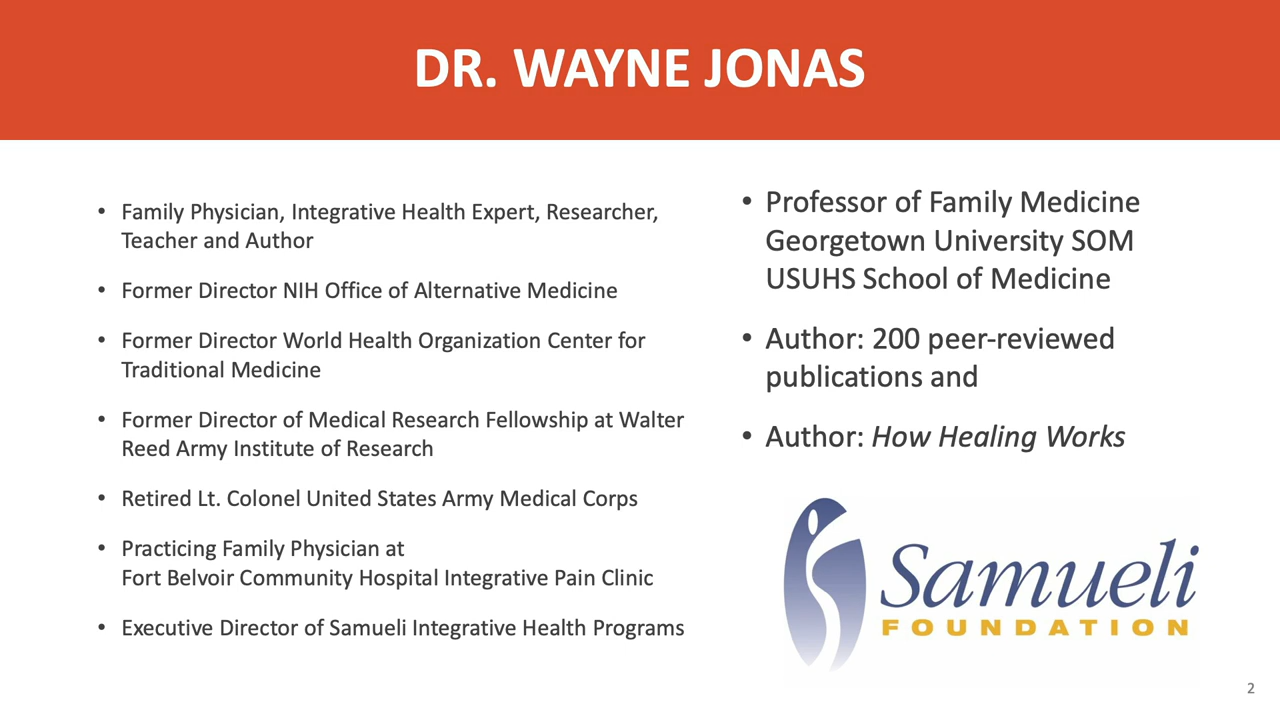 DR. WAYNE JONAS
• Family Physician, Integrative Health Expert, Researcher,
Teacher and Author
• Former Director NIH Office of Alternative Medicine
• Former Director World Health Organization Center for
Traditional Medicine
• Former Director of Medical Research Fellowship at Walter
Reed Army Institute of Research
• Retired Lt. Colonel United States Army Medical Corps
• Practicing Family Physician at
Fort Belvoir Community Hospital Integrative Pain Clinic
• Executive Director of Samueli Integrative Health Programs
• Professor of Family Medicine
Georgetown University SOM
USUHS School of Medicine
• Author: 200 peer-reviewed
publications and
• Author: How Healing Works
Samueli
FOUNDATION
2